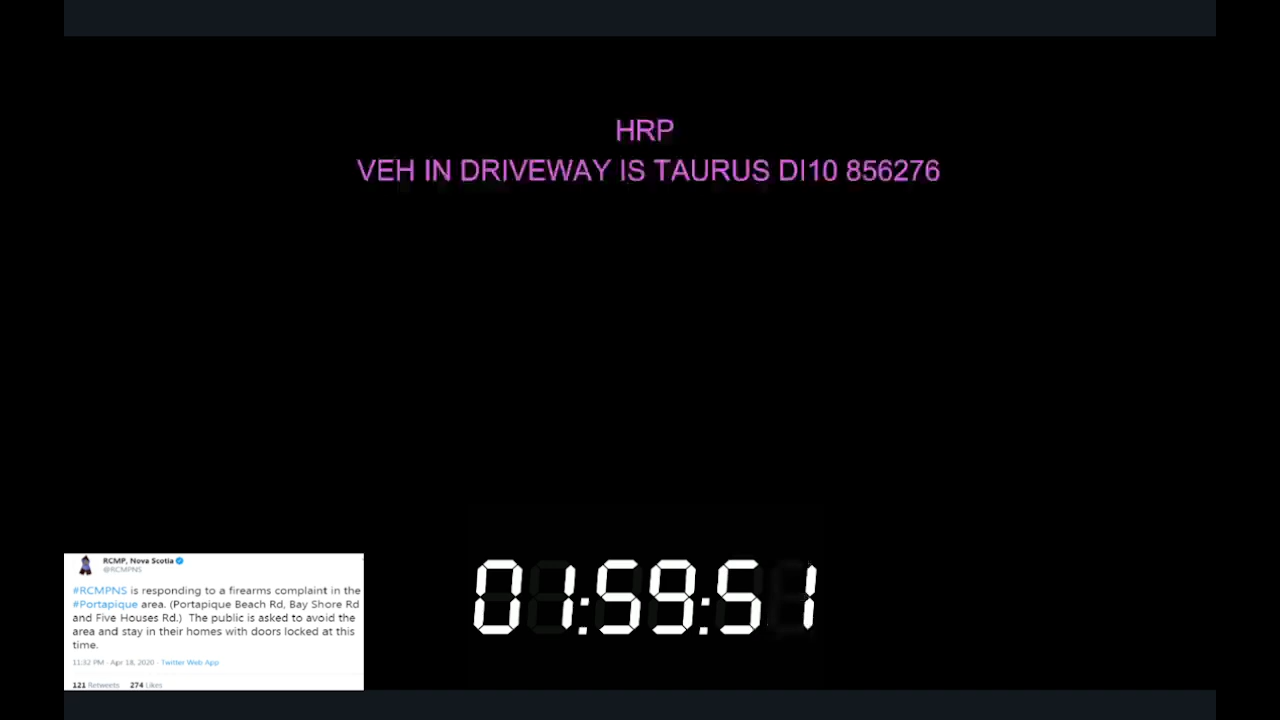 HRP
VEH IN DRIVEWAY IS TAURUS DI10 856276
RCMP, Nova Scotia
@RCMPNS
#RCMPNS is responding to a firearms complaint in the
#Portapique area. (Portapique Beach Rd, Bay Shore Rd
and Five Houses Rd.) The public is asked to avoid the
area and stay in their homes with doors locked at this
time.
11:32 PM · Apr 18, 2020 · Twitter Web App
121 Retweets 274 Likes
01:59:51